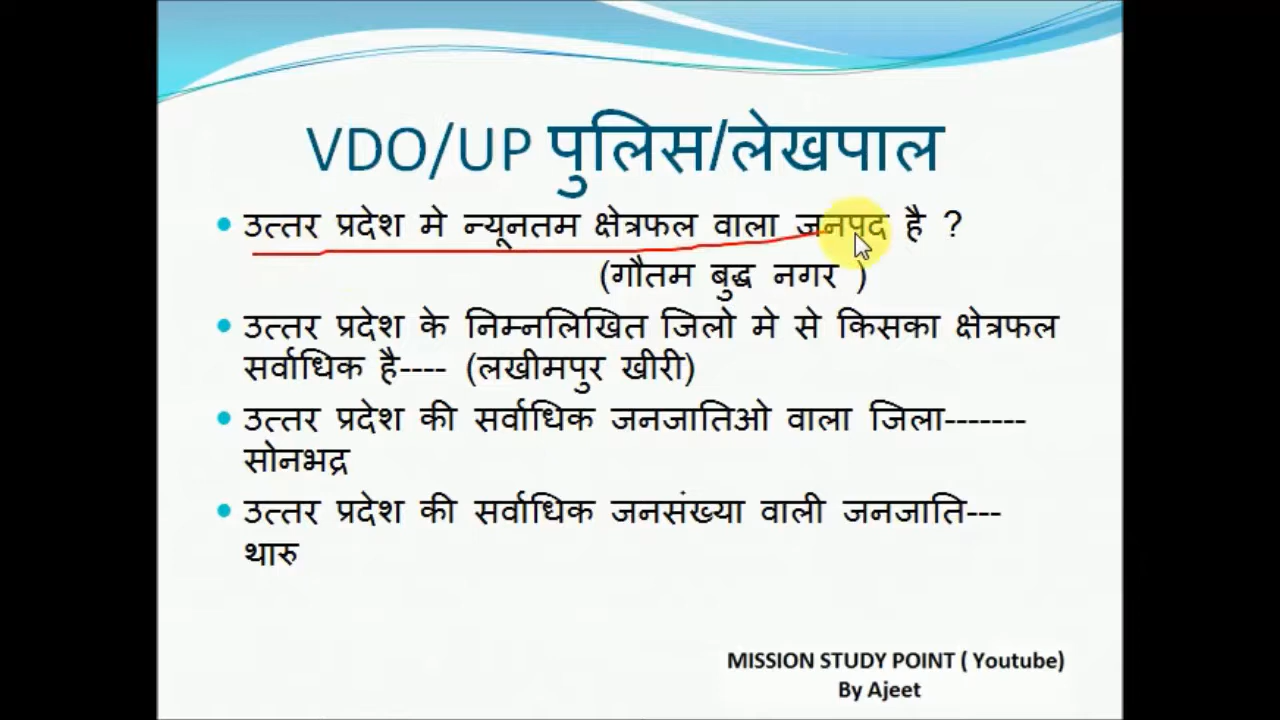 VDO/UP पुलिस/लेखपाल
उत्तर प्रदेश मे न्यूनतम क्षेत्रफल वाला जनपद है ?
(गौतम बुद्ध नगर )
उत्तर प्रदेश के निम्नलिखित जिलो मे से किसका क्षेत्रफल
सर्वाधिक है---- (लखीमपुर खीरी)
उत्तर प्रदेश की सर्वाधिक जनजातिओ वाला जिला-------
सोनभद्र
उत्तर प्रदेश की सर्वाधिक जनसंख्या वाली जनजाति---
थारु
MISSION STUDY POINT ( Youtube)
By Ajeet